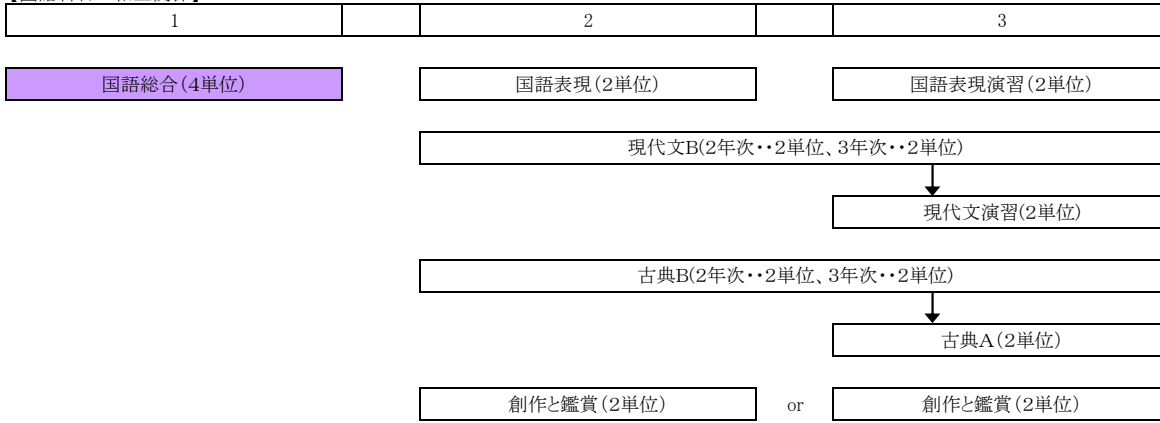 1 2 3
国語総合(4単位) 国語表現(2単位) 国語表現演習(2単位)
現代文B(2年次・・2単位、3年次・・2単位)
現代文演習(2単位)
古典B(2年次・・2単位、3年次・・2単位)
古典A(2単位)
創作と鑑賞(2単位) or 創作と鑑賞(2単位)